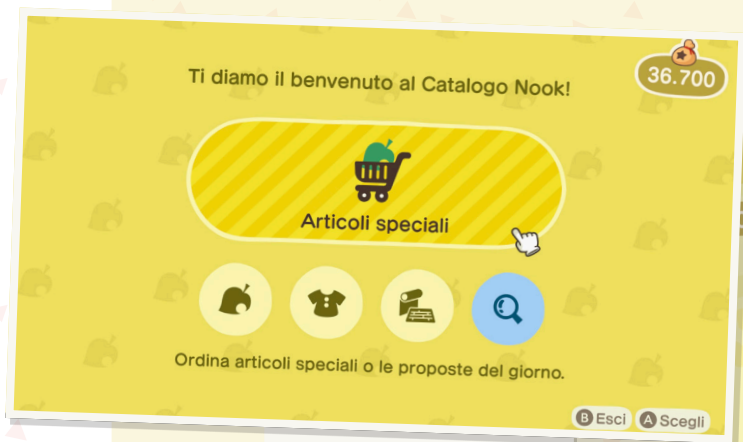 Ti diamo il benvenuto al Catalogo Nook!
36.700
Articoli speciali
Ordina articoli speciali o le proposte del giorno.
B Esci A Scegli